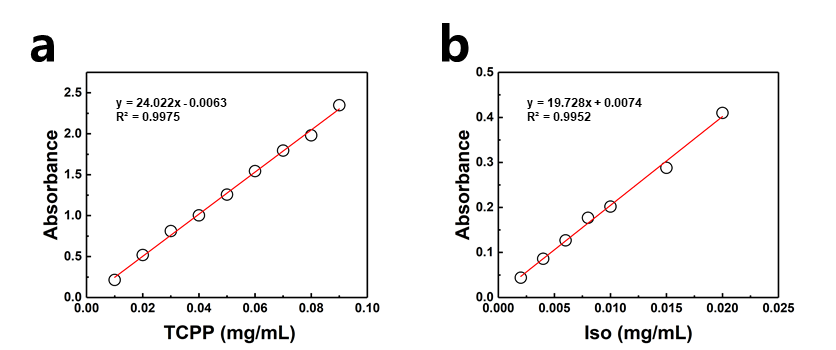 a
y = 24.022x - 0.0063
R² = 0.9975
Absorbance
2.5
2.0
1.5
1.0
0.5
0.0
0.00 0.02 0.04 0.06 0.08 0.10
TCPP (mg/mL)
b
y = 19.728x + 0.0074
R² = 0.9952
Absorbance
0.5
0.4
0.3
0.2
0.1
0.0
0.000 0.005 0.010 0.015 0.020 0.025
Iso (mg/mL)